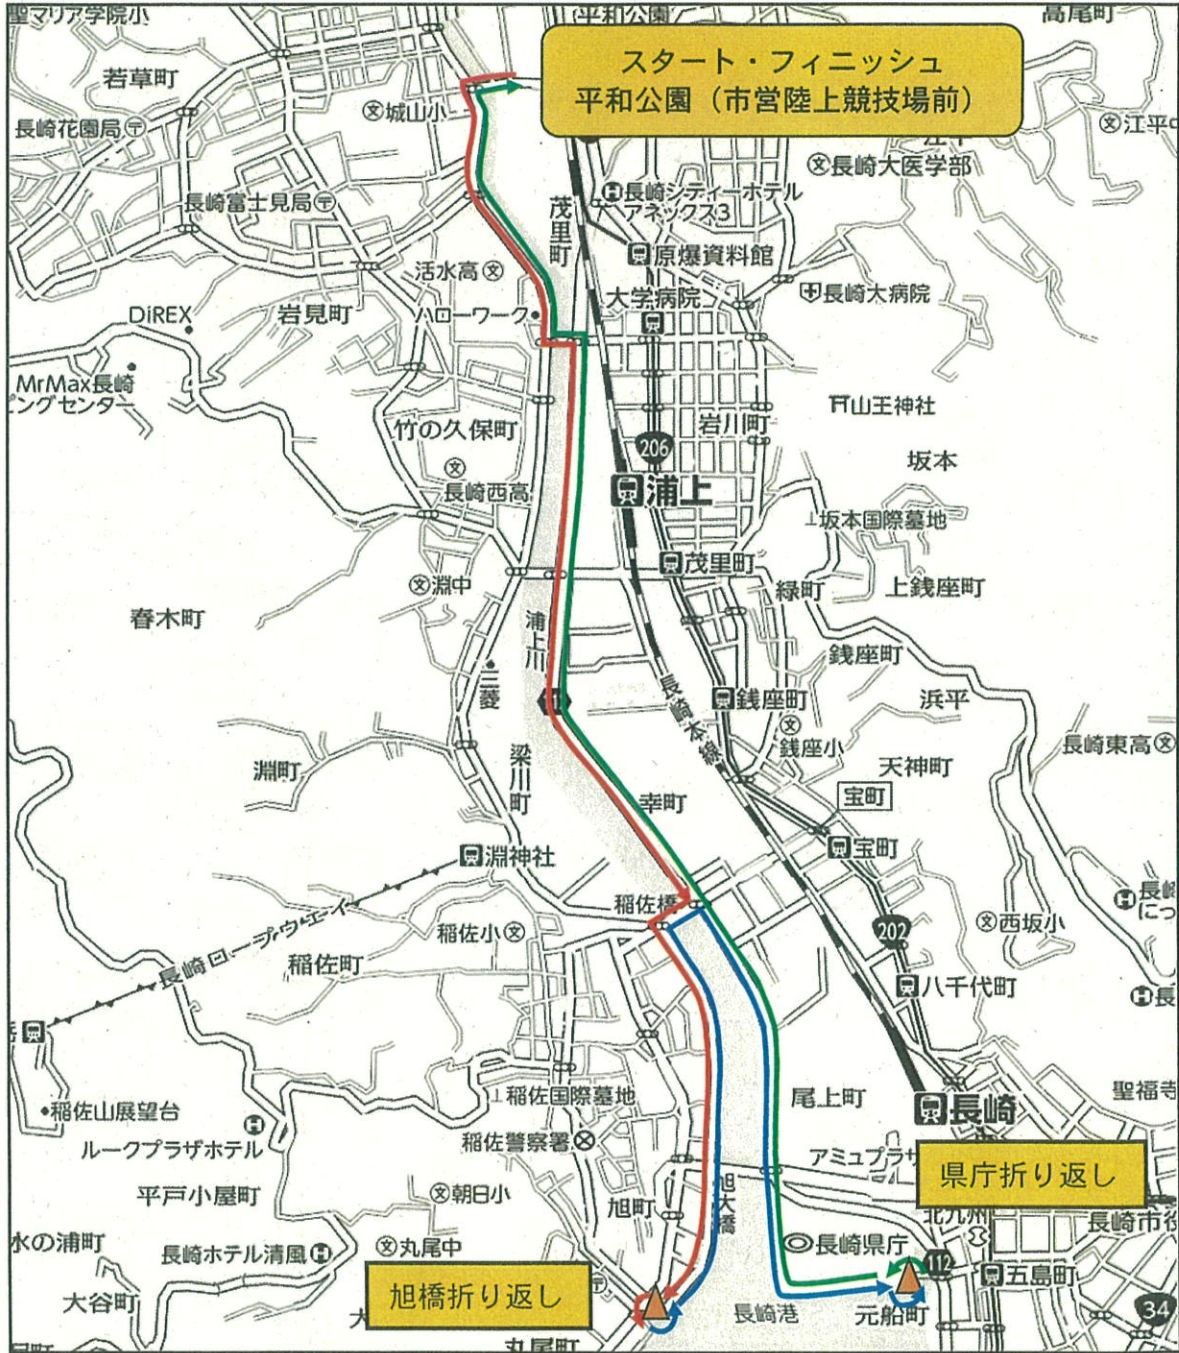 聖マリア学院小
平和公園
高尾町
スタート・フィニッシュ
平和公園(市営陸上競技場前)
若草町
城山小
長崎花園局
江平中
長崎大医学部
長崎シティーホテル
アネックス3
長崎富士見局
茂里町
原爆資料館
活水高
大学病院
長崎大病院
DiREX
岩見町
ハローワーク
MrMax長崎
ピングセンター
山王神社
竹の久保町
岩川町
206
坂本
長崎西高
浦上
坂本国際墓地
茂里町
淵中
緑町
上銭座町
春木町
浦上川
銭座町
三菱
長崎本線
銭座町
浜平
銭座小
長崎東高
淵町
梁川町
天神町
幸町
宝町
宝町
淵神社
稲佐橋
長崎ロープウェイ
稲佐小
202
西坂小
稲佐町
八千代町
岳
稲佐山展望台
稲佐国際墓地
尾上町
長崎
聖福寺
ルークプラザホテル
稲佐警察署
アミュプラザ
県庁折り返し
平戸小屋町
朝日小
旭町
旭大橋
北九州
長崎市役
水の浦町
長崎ホテル清風
丸尾中
長崎県庁
112
五島町
大谷町
旭橋折り返し
長崎港
元船町
34
丸尾町